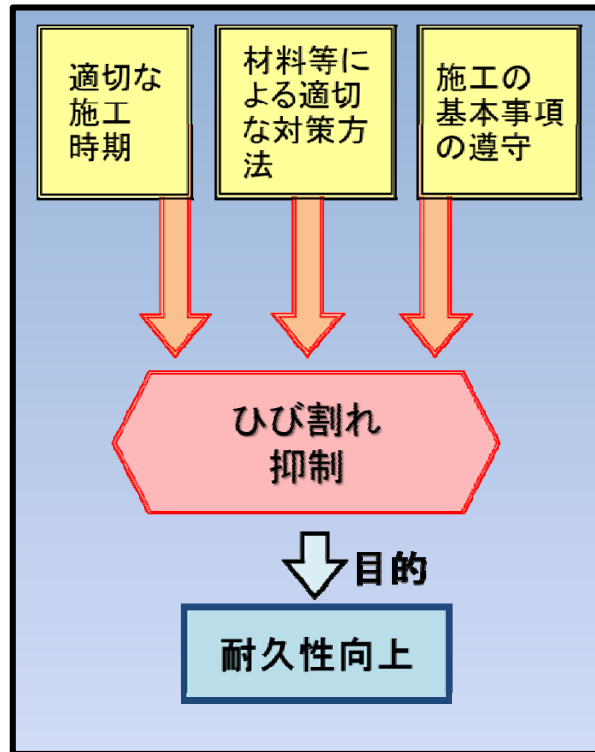 適切な
施工
時期
材料等に
よる適切
な対策方
法
施工の
基本事項
の遵守
ひび割れ
抑制
目的
耐久性向上